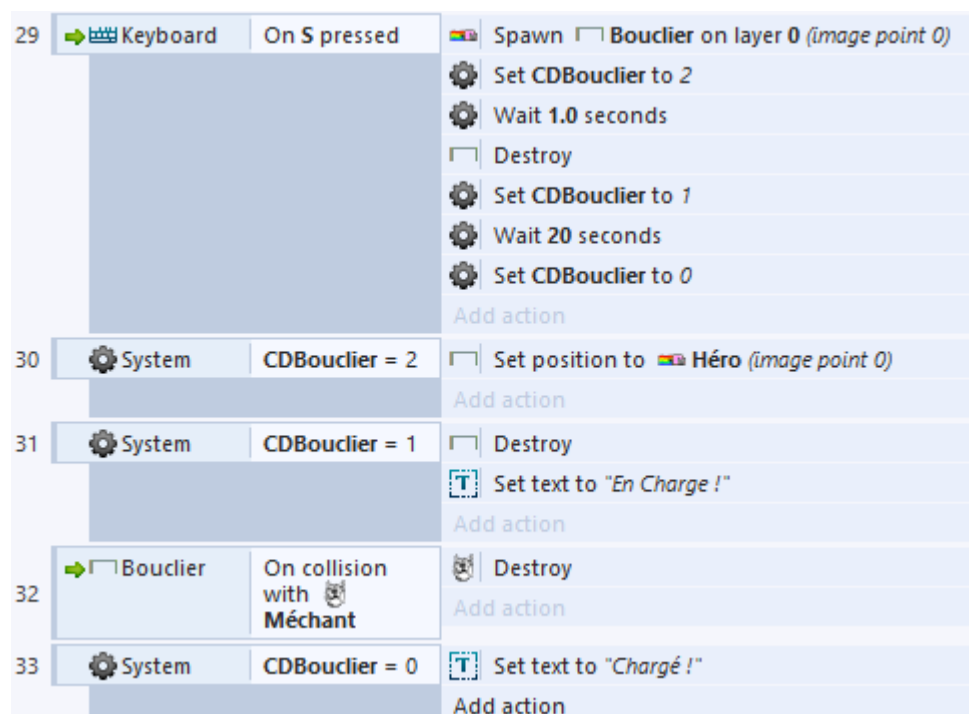 29 Keyboard On S pressed Spawn Bouclier on layer 0 (image point 0)
Set CDBouclier to 2
Wait 1.0 seconds
Destroy
Set CDBouclier to 1
Wait 20 seconds
Set CDBouclier to 0
Add action
30 System CDBouclier = 2 Set position to Héro (image point 0)
Add action
31 System CDBouclier = 1 Destroy
T Set text to "En Charge !"
Add action
32 Bouclier On collision
with
Méchant
Destroy
Add action
33 System CDBouclier = 0 T Set text to "Chargé !"
Add action